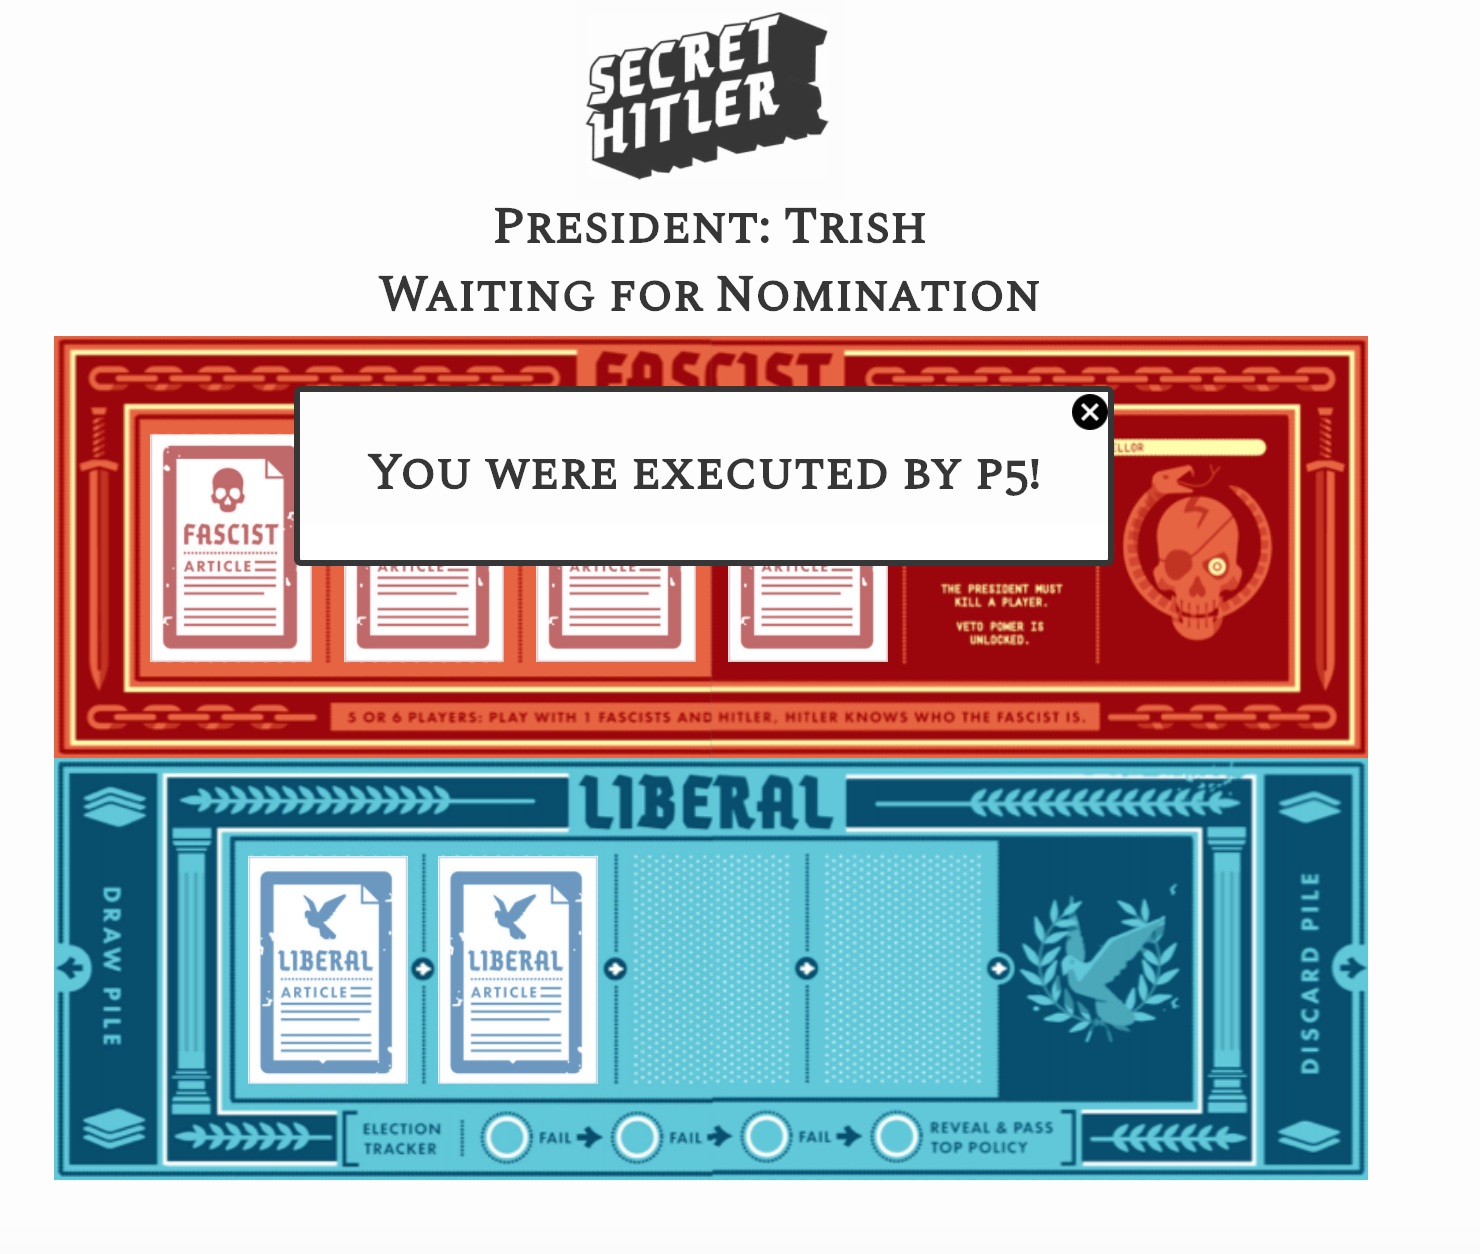 SECRET
HITLER
PRESIDENT: TRISH
WAITING FOR NOMINATION
FASCIST
YOU WERE EXECUTED BY P5!
FASCIST
ARTICLE
ARTICLE
ARTICLE
ARTICLE
THE PRESIDENT MUST
KILL A PLAYER.
VETO POWER IS
UNLOCKED.
5 OR 6 PLAYERS: PLAY WITH 1 FASCISTS AND HITLER, HITLER KNOWS WHO THE FASCIST IS.
LIBERAL
DRAW PILE
LIBERAL
ARTICLE
LIBERAL
ARTICLE
DISCARD PILE
ELECTION
TRACKER
FAIL
FAIL
FAIL
REVEAL & PASS
TOP POLICY